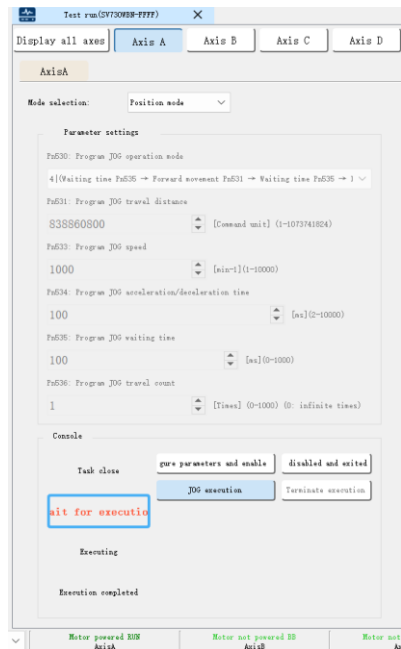 Test run(SV730WBN-FFFF)
Display all axes Axis A Axis B Axis C Axis D
AxisA
Mode selection: Position mode
Parameter settings
Pn530: Program JOG operation mode
4|(Waiting time Pn535 → Forward movement Pn531 → Waiting time Pn535 → )
Pn531: Program JOG travel distance
838860800 [Command unit] (1-1073741824)
Pn533: Program JOG speed
1000 [min-1](1-10000)
Pn534: Program JOG acceleration/deceleration time
100 [ms](2-10000)
Pn535: Program JOG waiting time
100 [ms](0-1000)
Pn536: Program JOG travel count
1 [Times] (0-1000) (0: infinite times)
Console
Task close gure parameters and enable disabled and exited
JOG execution Terminate execution
ait for executio
Executing
Execution completed
Motor powered RUN Motor not powered BB Motor not
AxisA AxisB